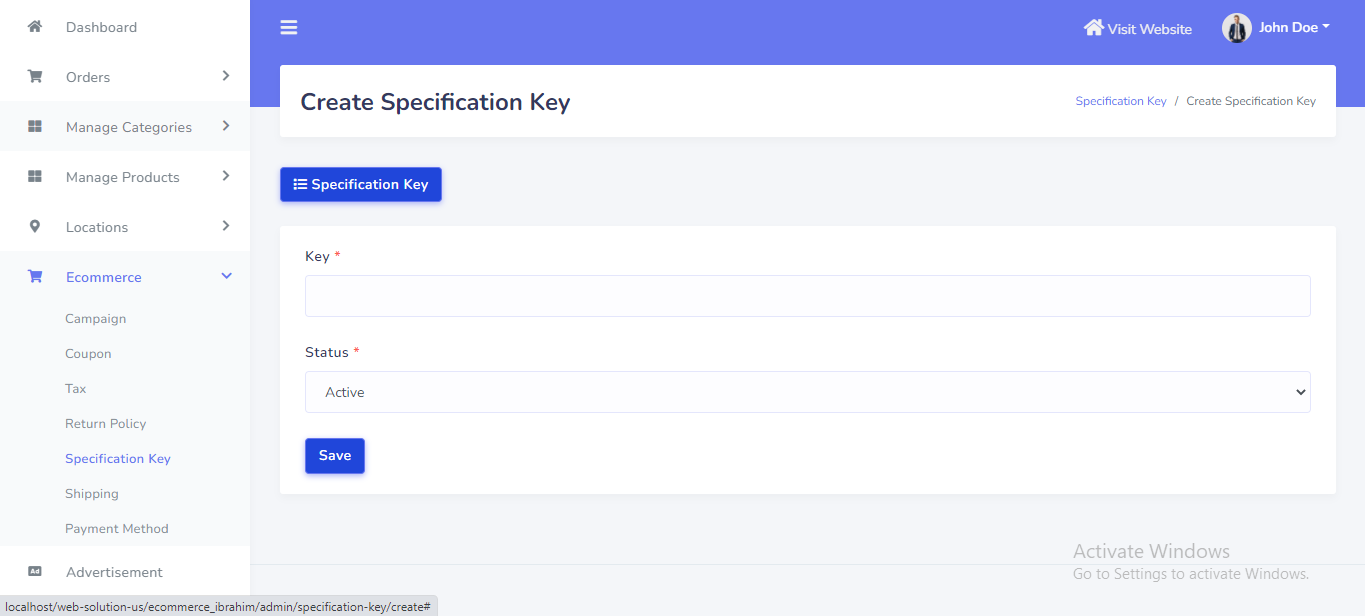 Dashboard
Orders
Manage Categories
Manage Products
Locations
Ecommerce
Campaign
Coupon
Tax
Return Policy
Specification Key
Shipping
Payment Method
Ad Advertisement
Visit Website
John Doe
Create Specification Key
Specification Key / Create Specification Key
Specification Key
Key *
Status *
Active
Save
Activate Windows
Go to Settings to activate Windows.
localhost/web-solution-us/ecommerce_ibrahim/admin/specification-key/create#